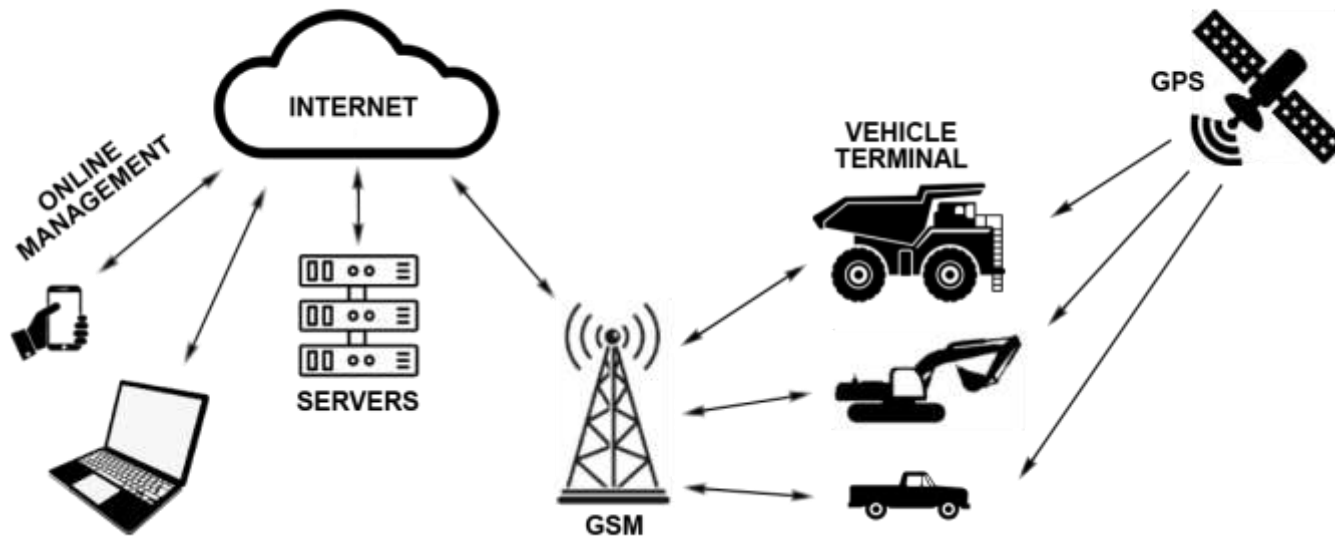 INTERNET
GPS
VEHICLE
TERMINAL
ONLINE
MANAGEMENT
SERVERS
GSM